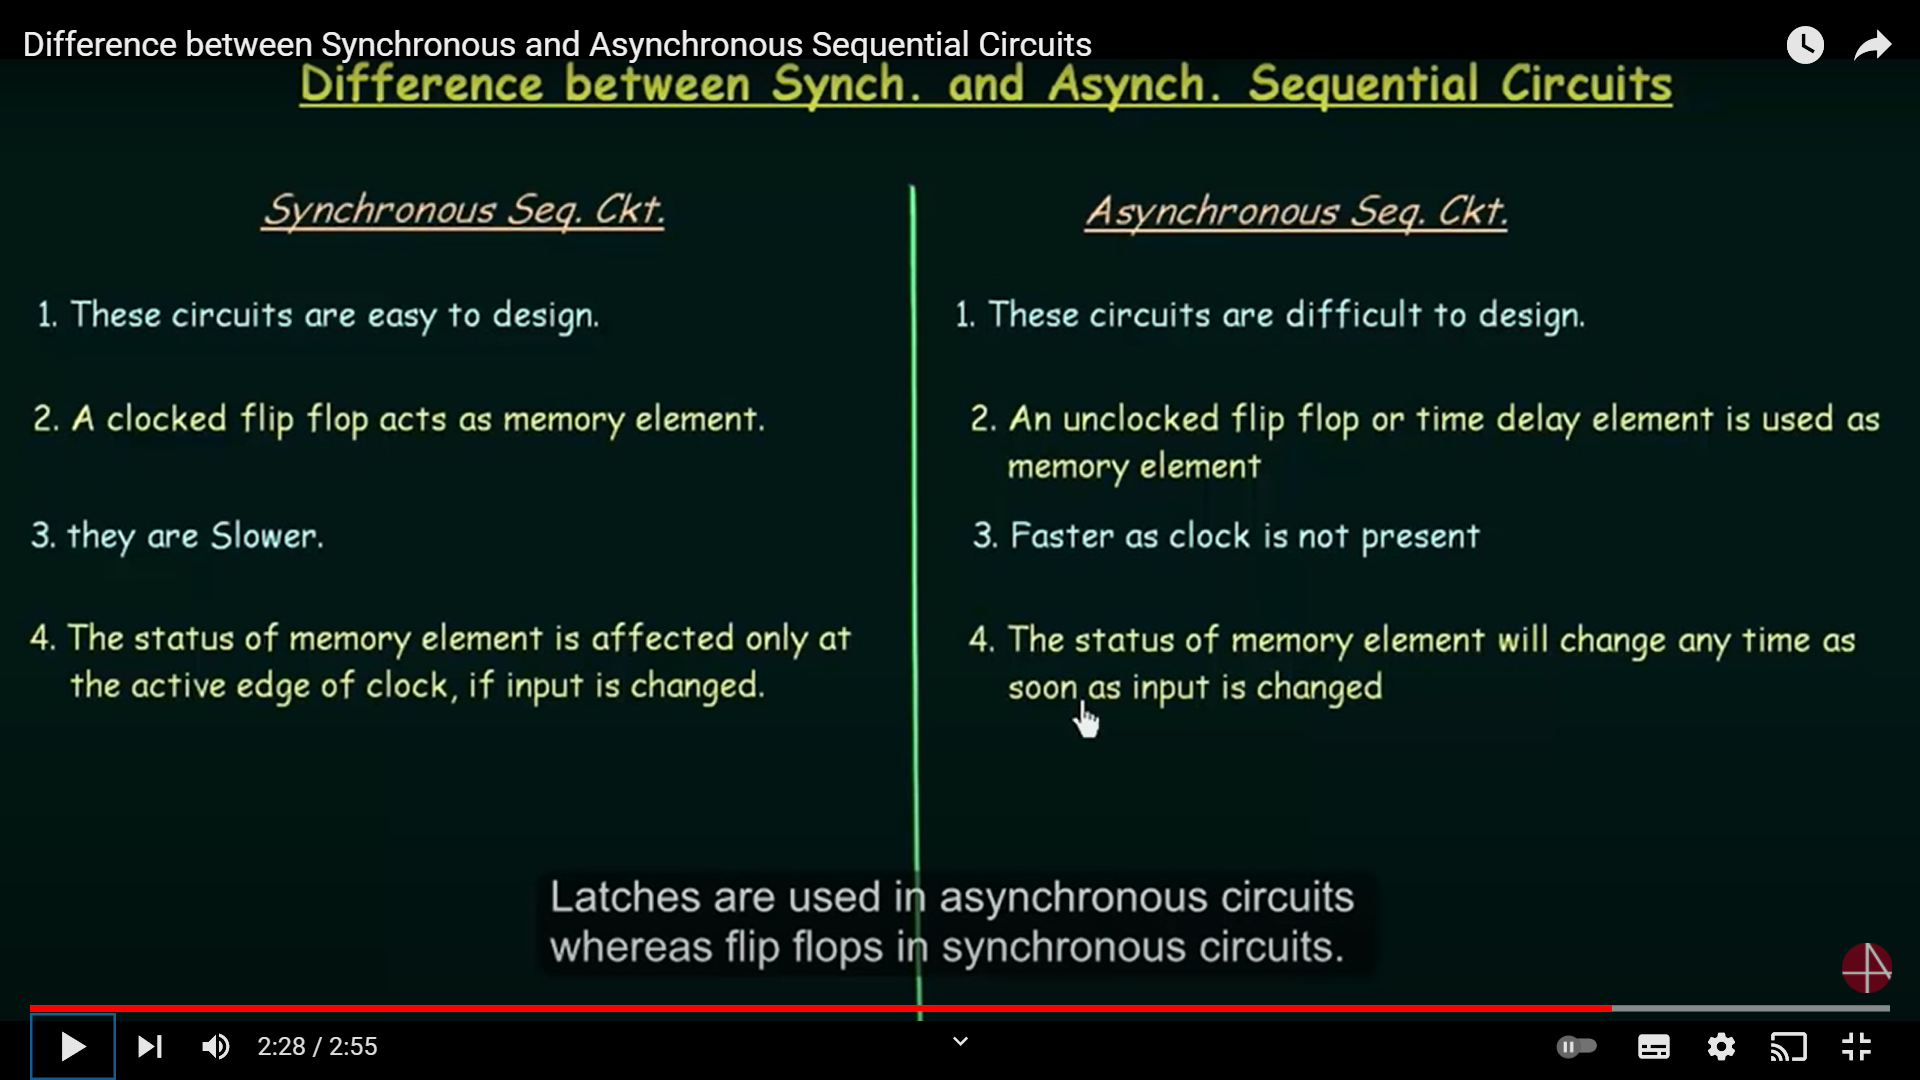 Difference between Synchronous and Asynchronous Sequential Circuits
Difference between Synch. and Asynch. Sequential Circuits
Synchronous Seq. Ckt.
1. These circuits are easy to design.
2. A clocked flip flop acts as memory element.
3. they are Slower.
4. The status of memory element is affected only at
the active edge of clock, if input is changed.
Asynchronous Seq. Ckt.
1. These circuits are difficult to design.
2. An unclocked flip flop or time delay element is used as
memory element
3. Faster as clock is not present
4. The status of memory element will change any time as
soon as input is changed
Latches are used in asynchronous circuits
whereas flip flops in synchronous circuits.
2:28 / 2:55